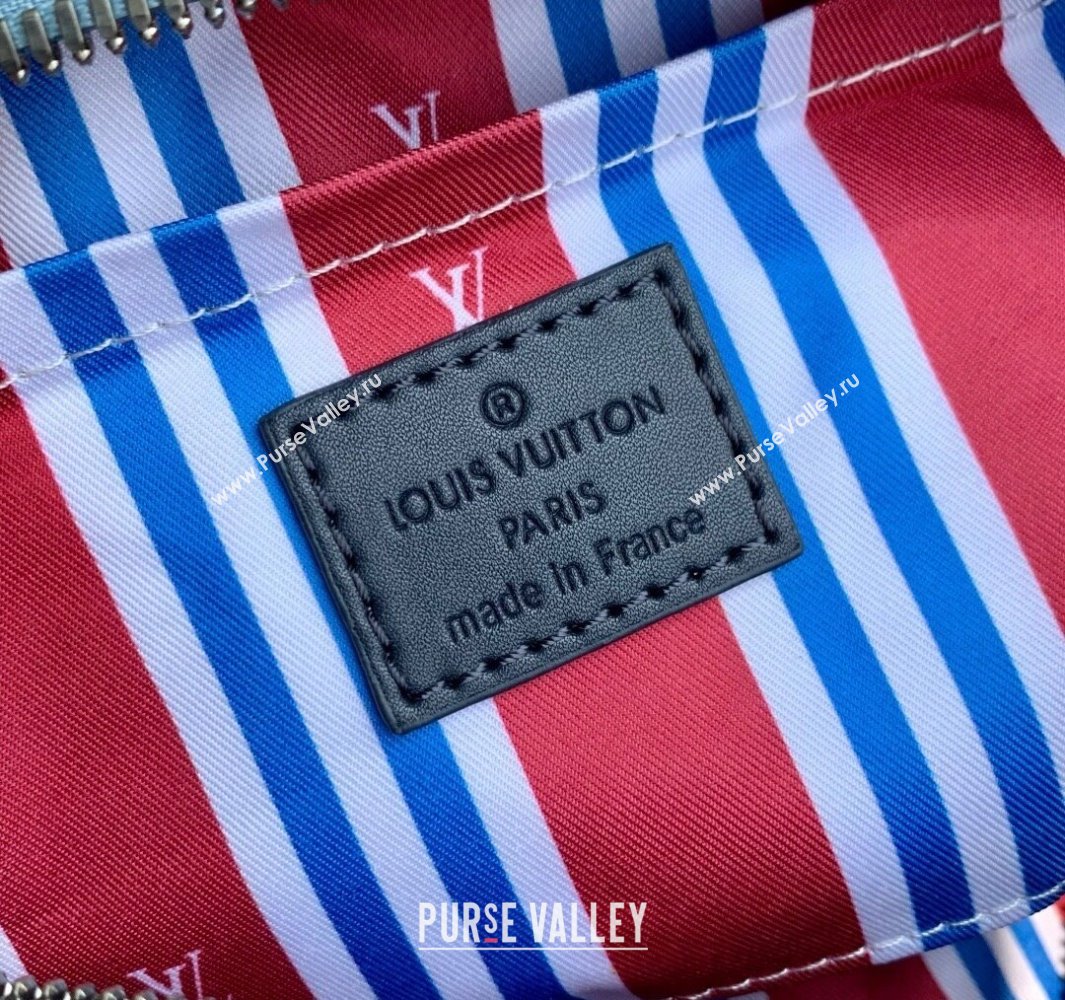 LV
LV
®
LOUIS VUITTON
PARIS
made in France
www.PurseValley.ru
www.PurseValley.ru
PURSE VALLEY
LV